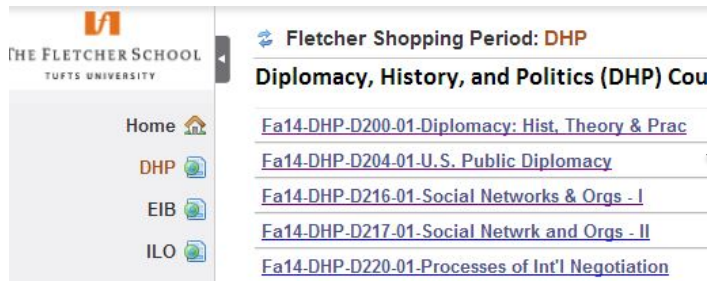 THE FLETCHER SCHOOL
TUFTS UNIVERSITY
Home
DHP
EIB
ILO
Fletcher Shopping Period: DHP
Diplomacy, History, and Politics (DHP) Cou
Fa14-DHP-D200-01-Diplomacy: Hist, Theory & Prac
Fa14-DHP-D204-01-U.S. Public Diplomacy
Fa14-DHP-D216-01-Social Networks & Orgs - I
Fa14-DHP-D217-01-Social Netwrk and Orgs - II
Fa14-DHP-D220-01-Processes of Int'l Negotiation